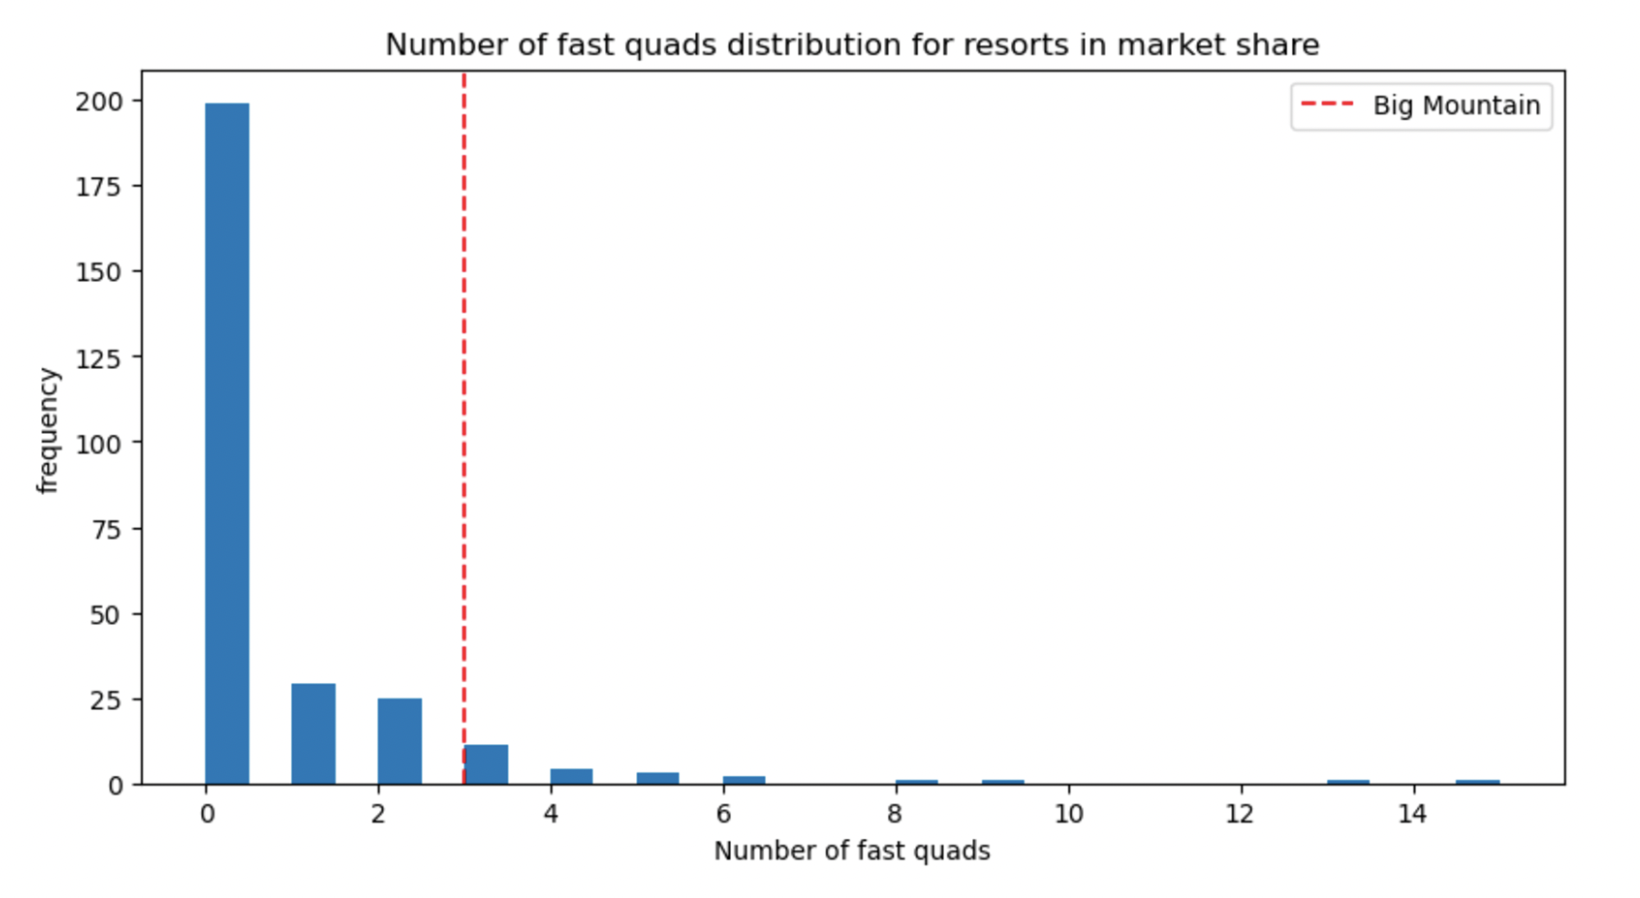 Number of fast quads distribution for resorts in market share
Big Mountain
frequency
200
175
150
125
100
75
50
25
0
0 2 4 6 8 10 12 14
Number of fast quads